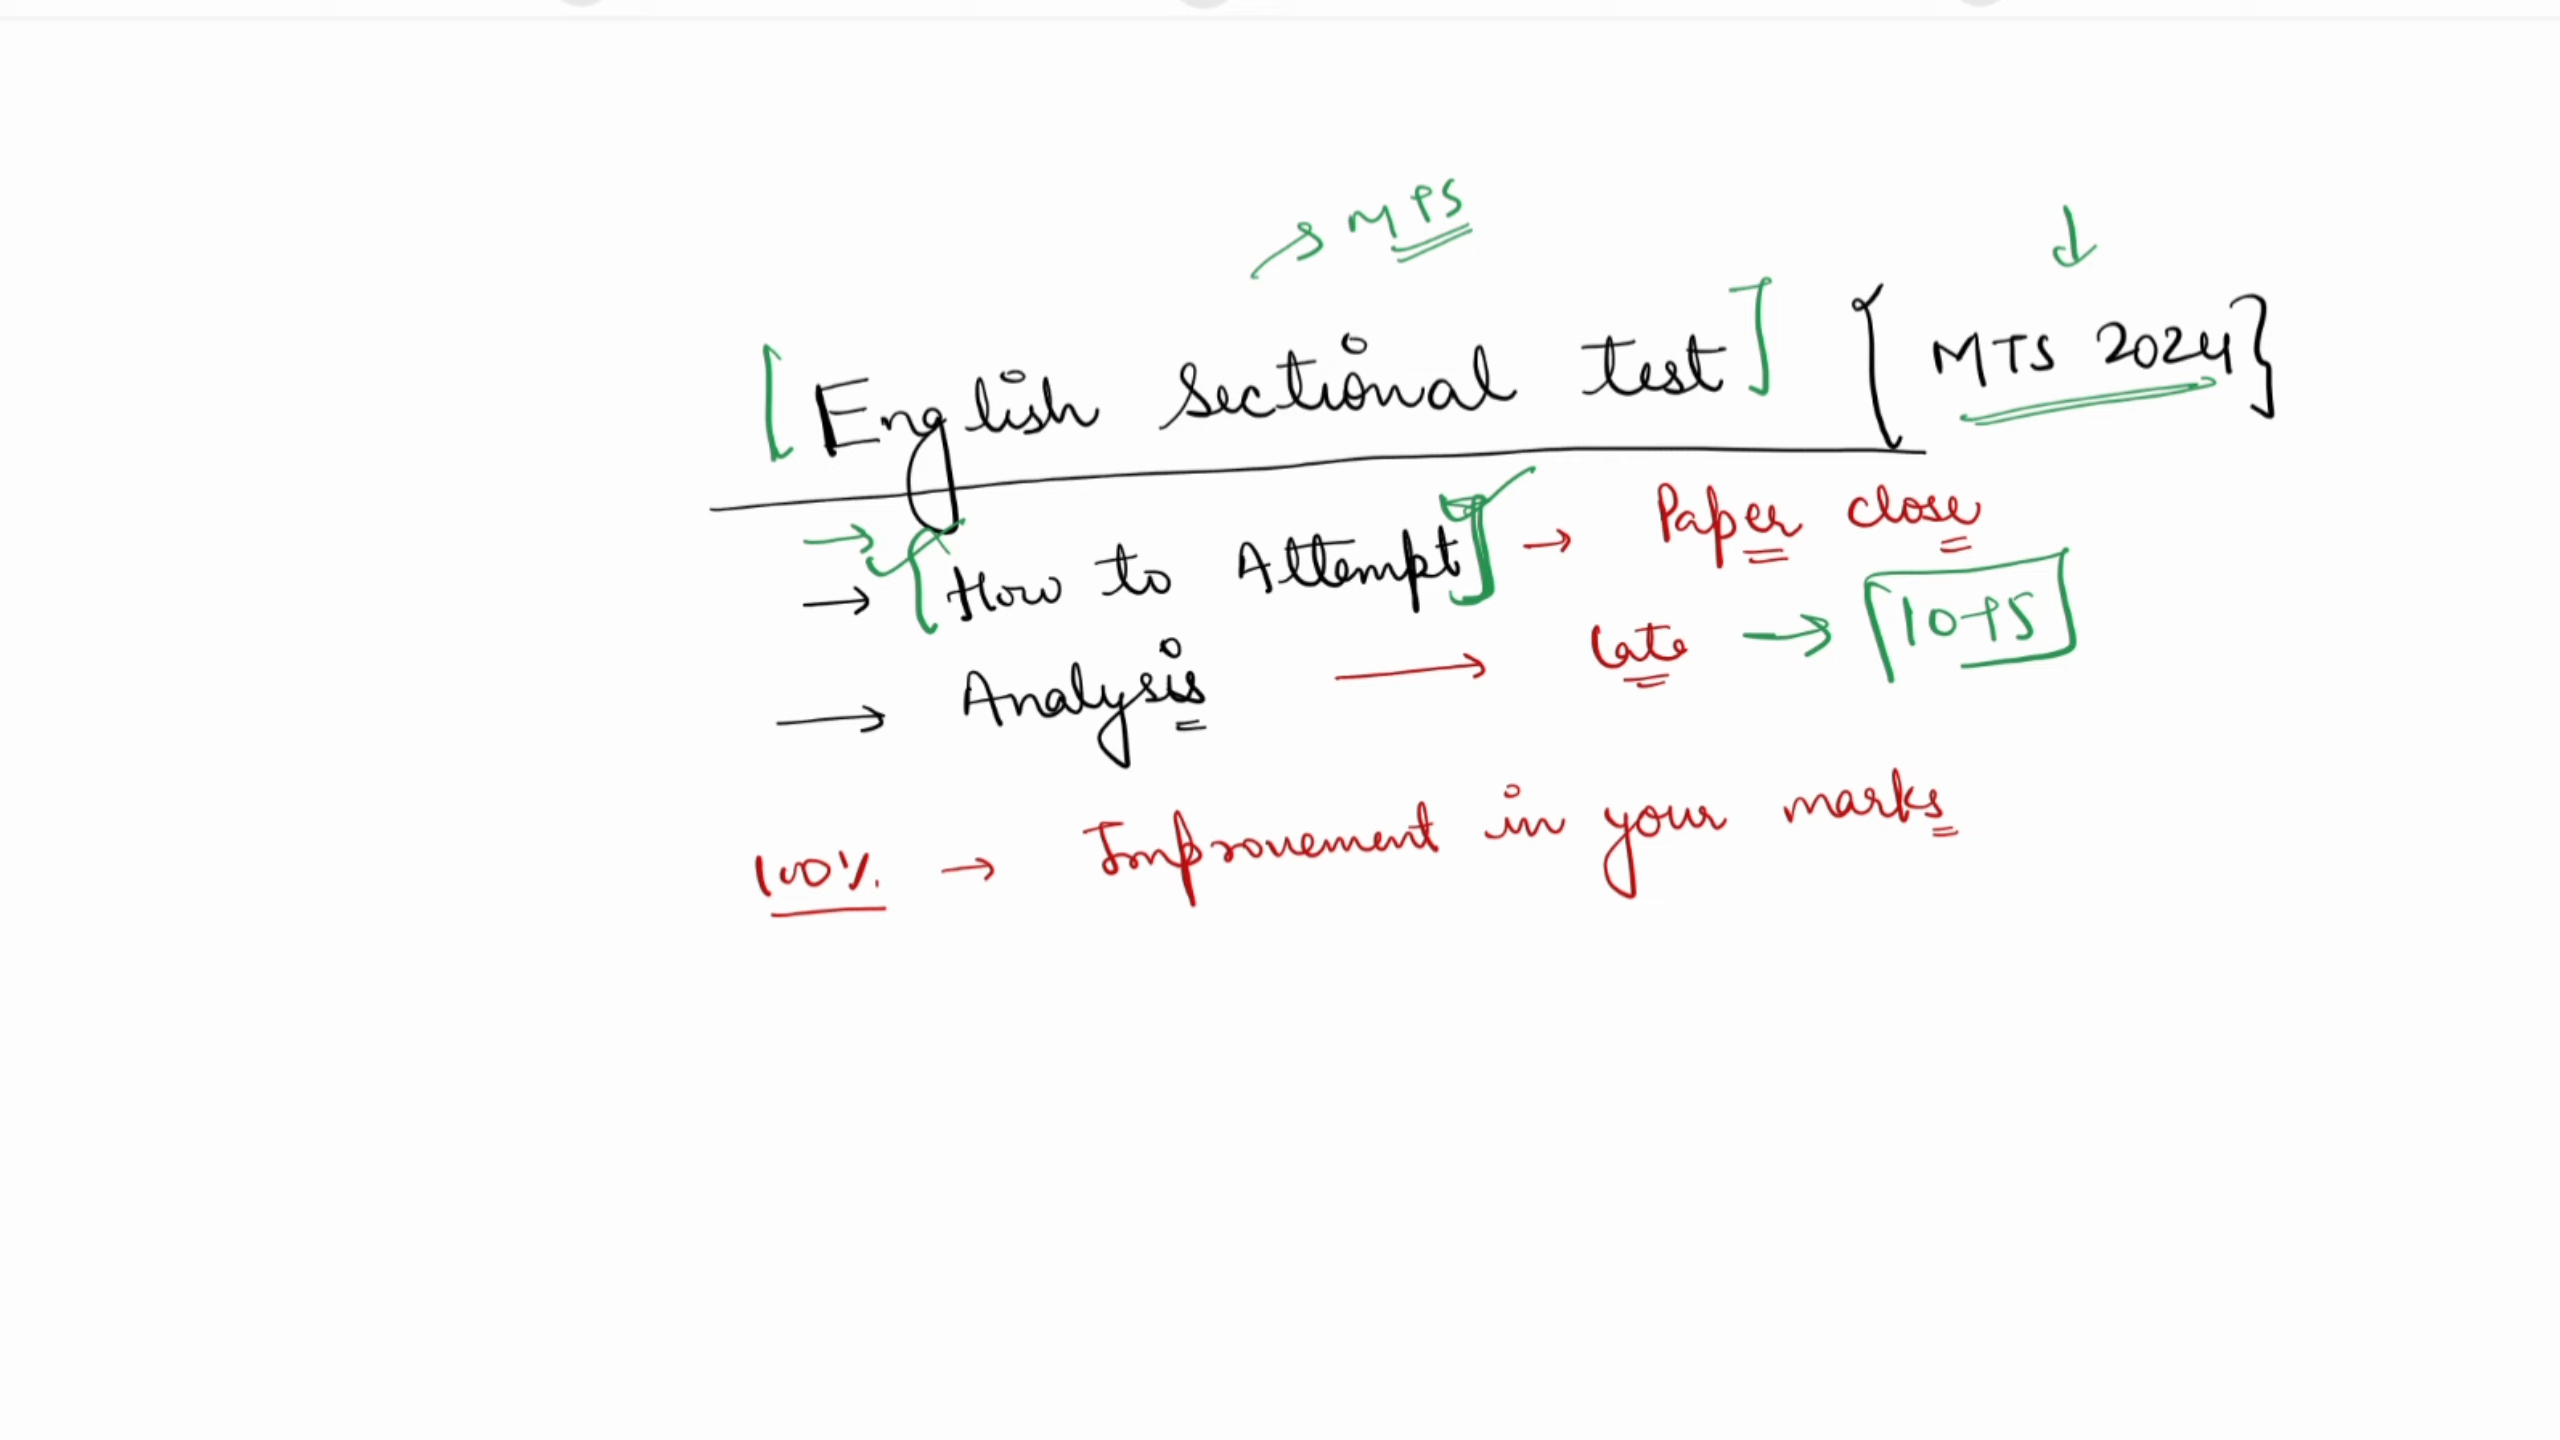 → MPS
[English Sectional test] {MTS 2024}
→ {How to Attempt] → Paper close
→ Analysis → late → 10-15
100% → Improvement in your marks